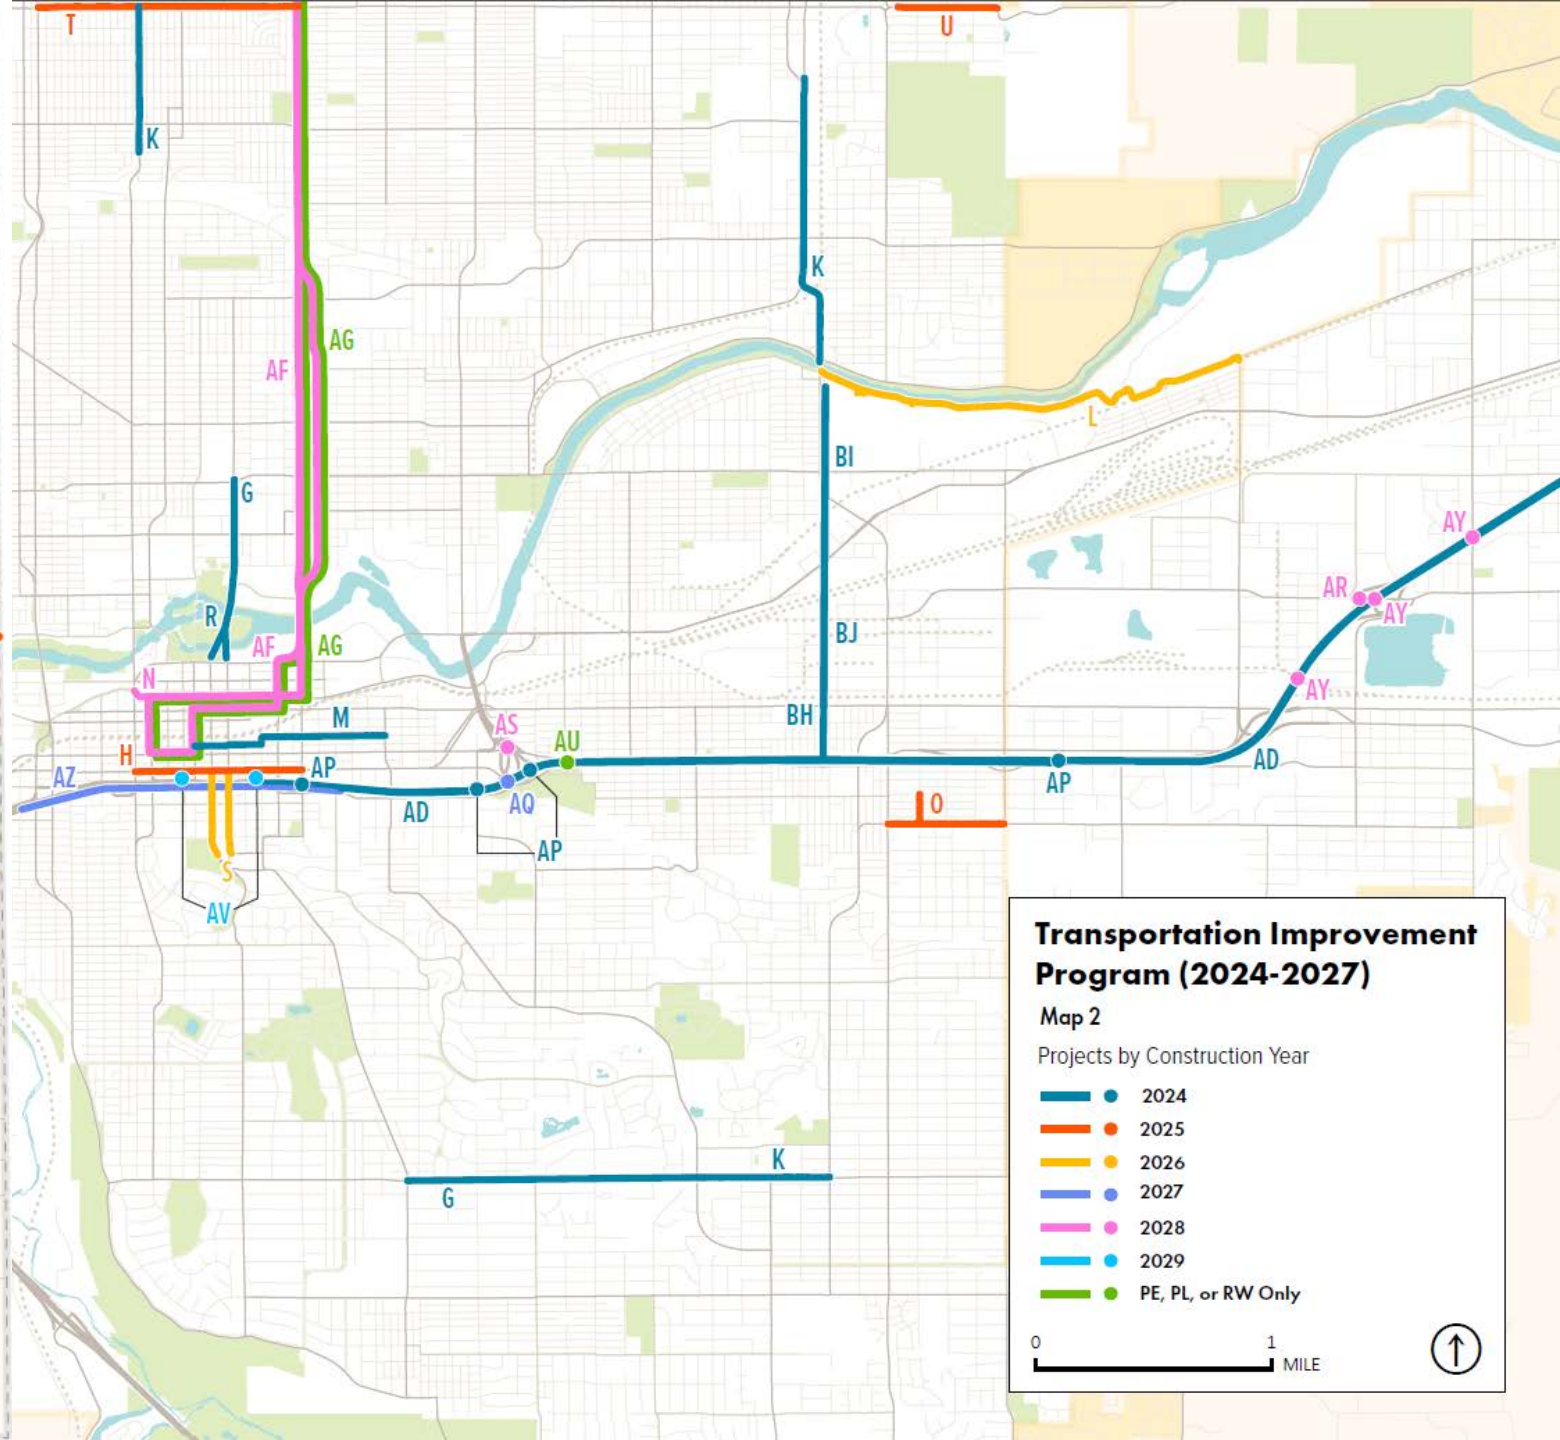 T
U
K
K
AG
AF
L
BI
G
AY
AR
AY
R
BJ
AF
AG
N
AY
M
BH
AS
AU
H
AP
AD
AZ
AP
AD
AQ
O
AP
S
AV
K
G
Transportation Improvement
Program (2024-2027)
Map 2
Projects by Construction Year
2024
2025
2026
2027
2028
2029
PE, PL, or RW Only
0 1
MILE